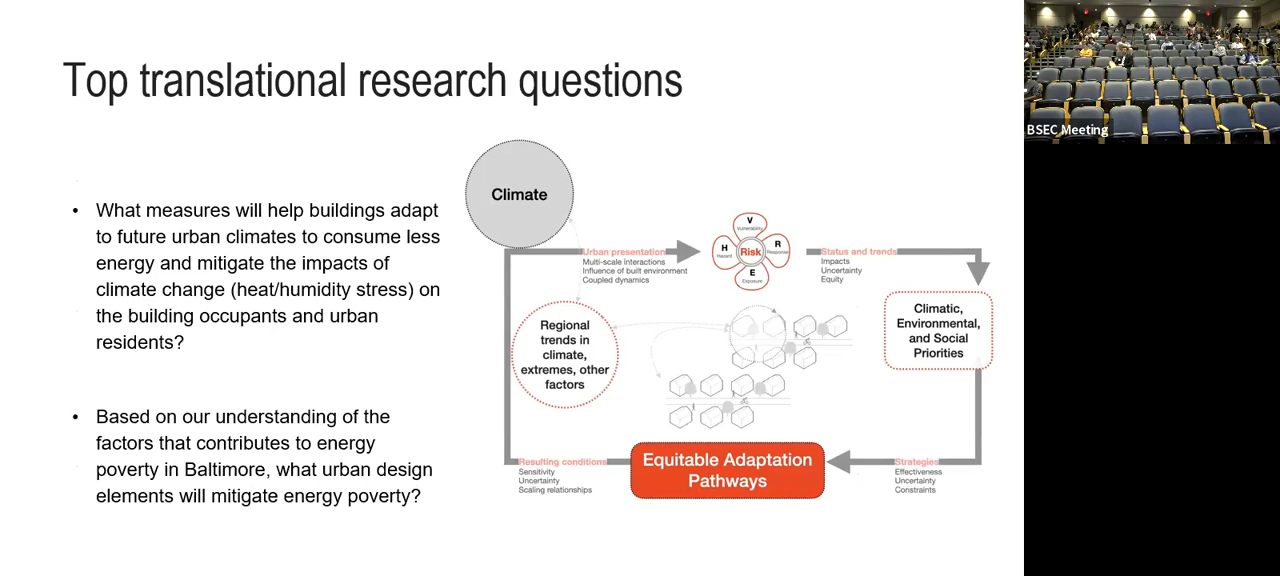 Top translational research questions
• What measures will help buildings adapt
to future urban climates to consume less
energy and mitigate the impacts of
climate change (heat/humidity stress) on
the building occupants and urban
residents?
• Based on our understanding of the
factors that contributes to energy
poverty in Baltimore, what urban design
elements will mitigate energy poverty?
Climate
Urban presentation
Multi-scale interactions
Influence of built environment
Coupled dynamics
V
Vulnerability
H
Hazard
Risk
R
Response
E
Exposure
Status and trends
Impacts
Uncertainty
Equity
Regional
trends in
climate,
extremes, other
factors
Climatic,
Environmental,
and Social
Priorities
Resulting conditions
Sensitivity
Uncertainty
Scaling relationships
Equitable Adaptation
Pathways
Strategies
Effectiveness
Uncertainty
Constraints
BSEC Meeting